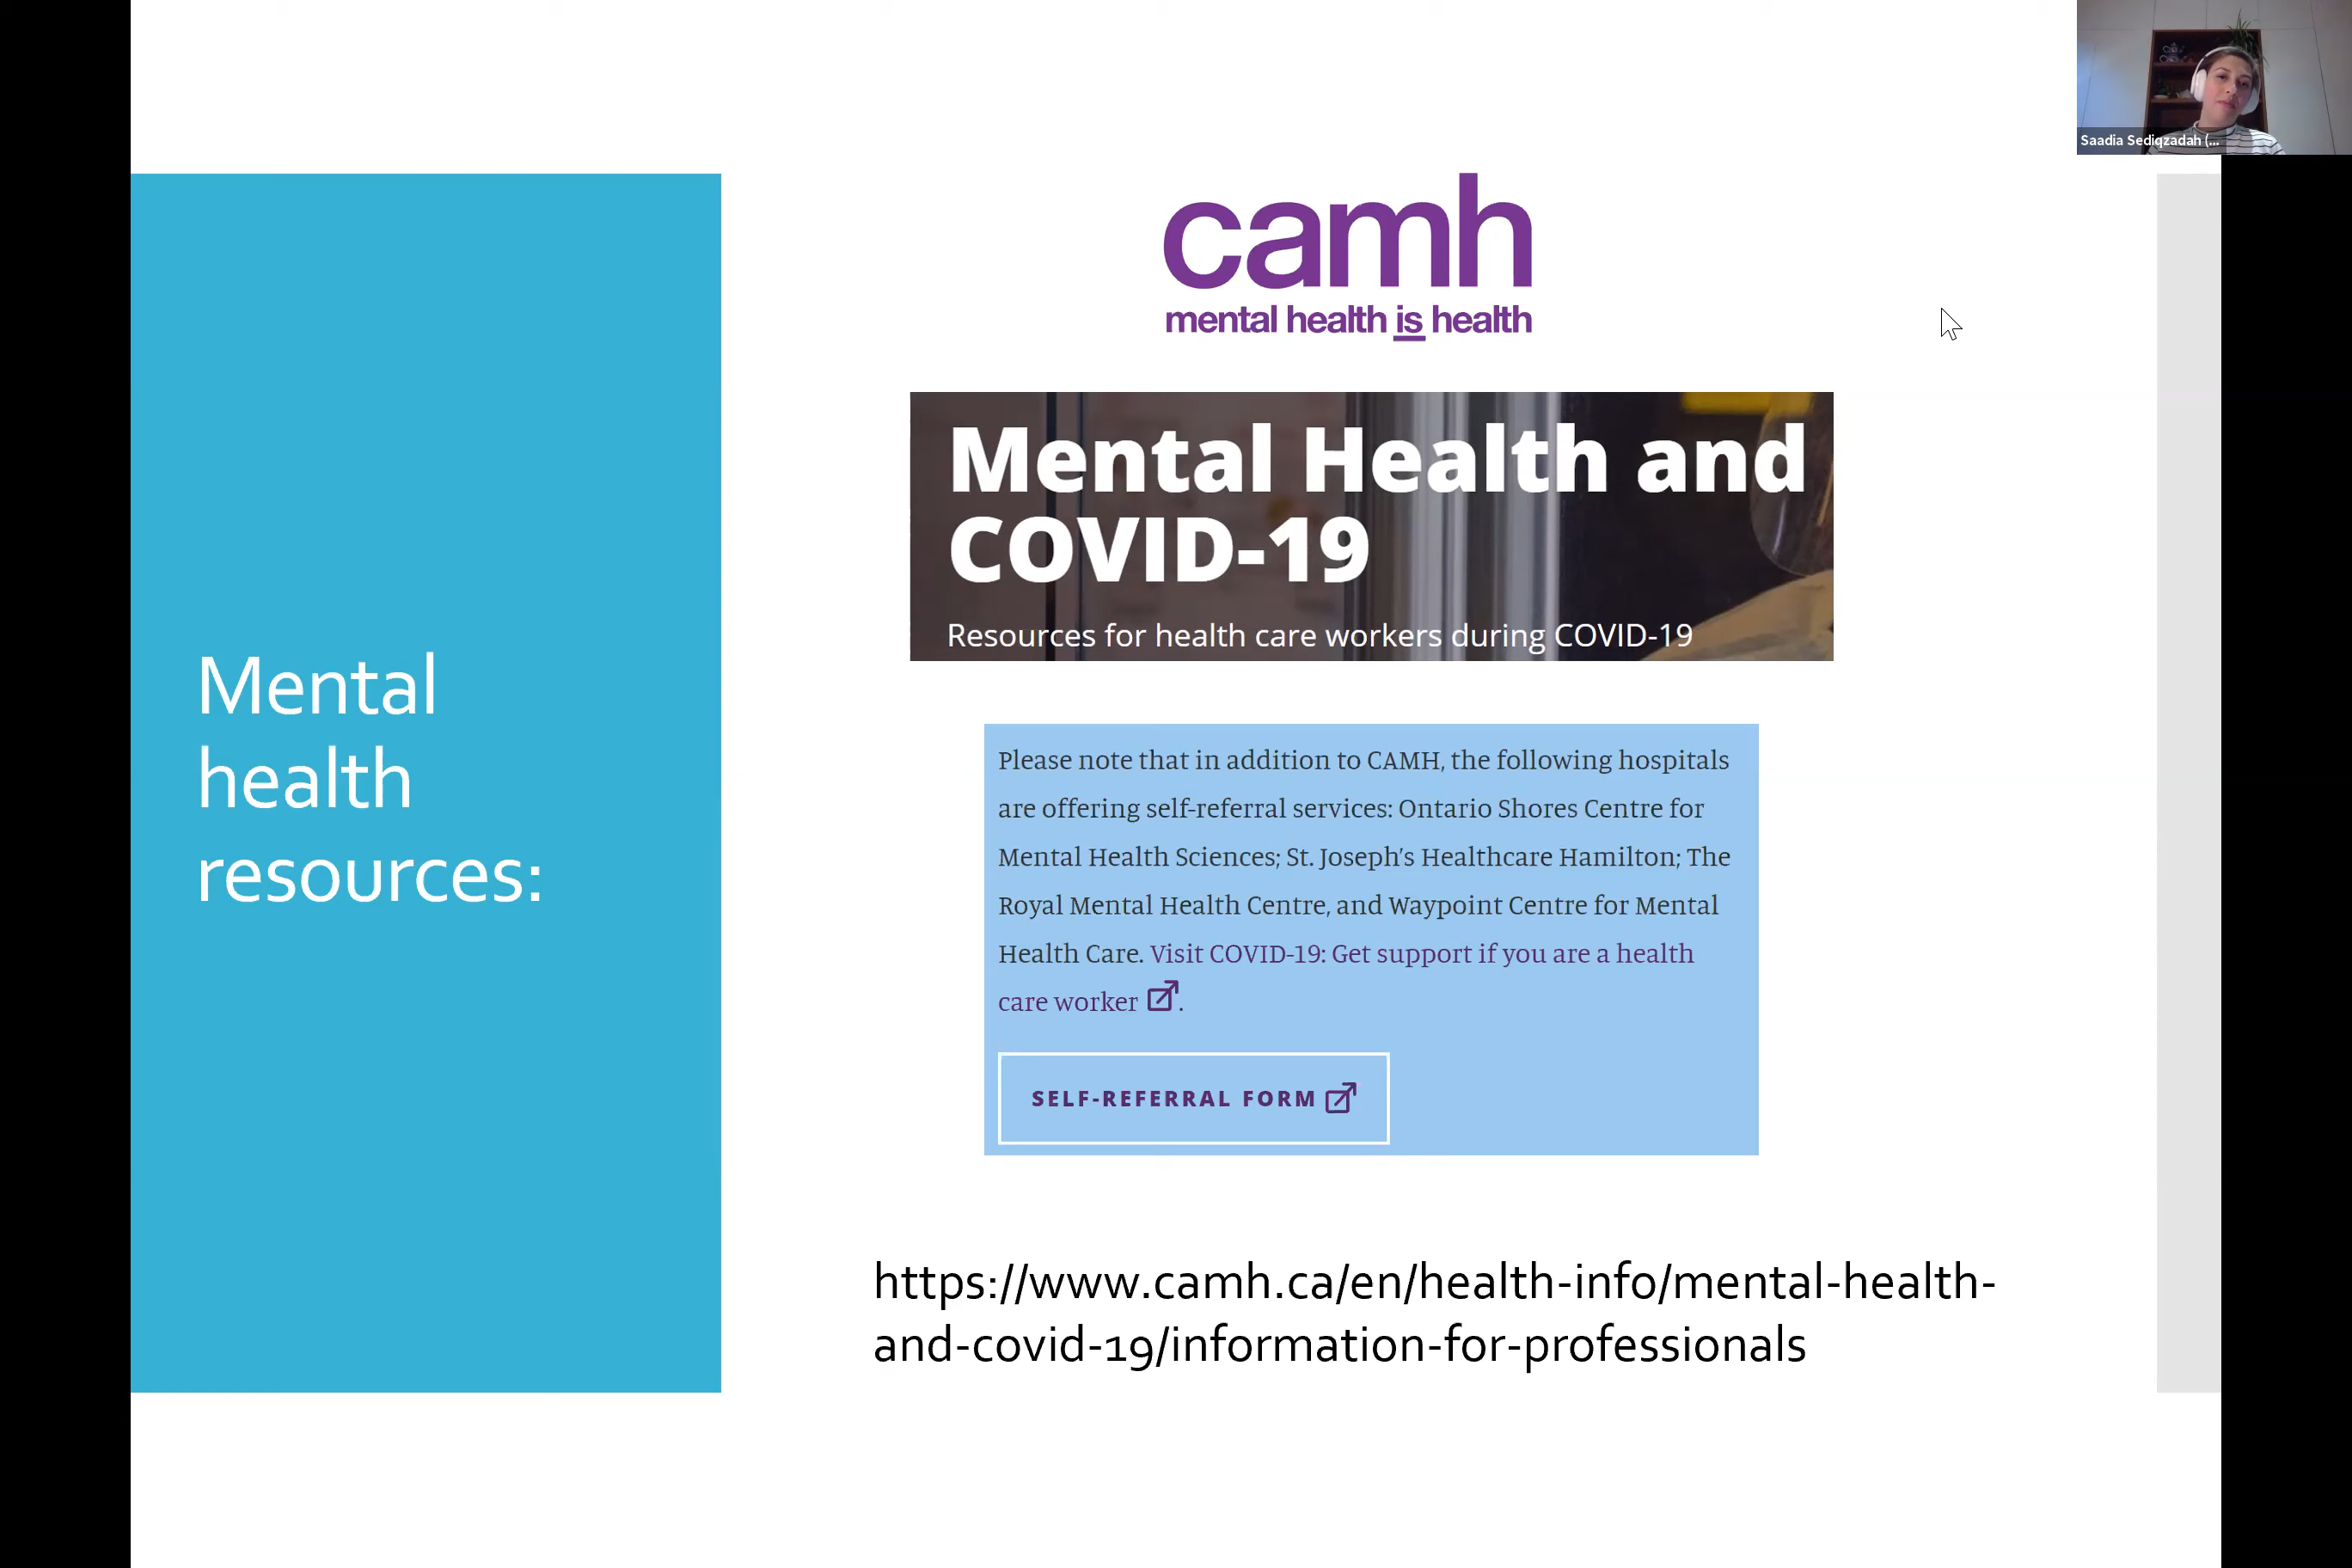 Saadia Sediqzadah (...
camh
mental health is health
Mental Health and
COVID-19
Resources for health care workers during COVID-19
Mental
health
resources:
Please note that in addition to CAMH, the following hospitals
are offering self-referral services: Ontario Shores Centre for
Mental Health Sciences; St. Joseph's Healthcare Hamilton; The
Royal Mental Health Centre, and Waypoint Centre for Mental
Health Care. Visit COVID-19: Get support if you are a health
care worker.
SELF-REFERRAL FORM
https://www.camh.ca/en/health-info/mental-health-
and-covid-19/information-for-professionals